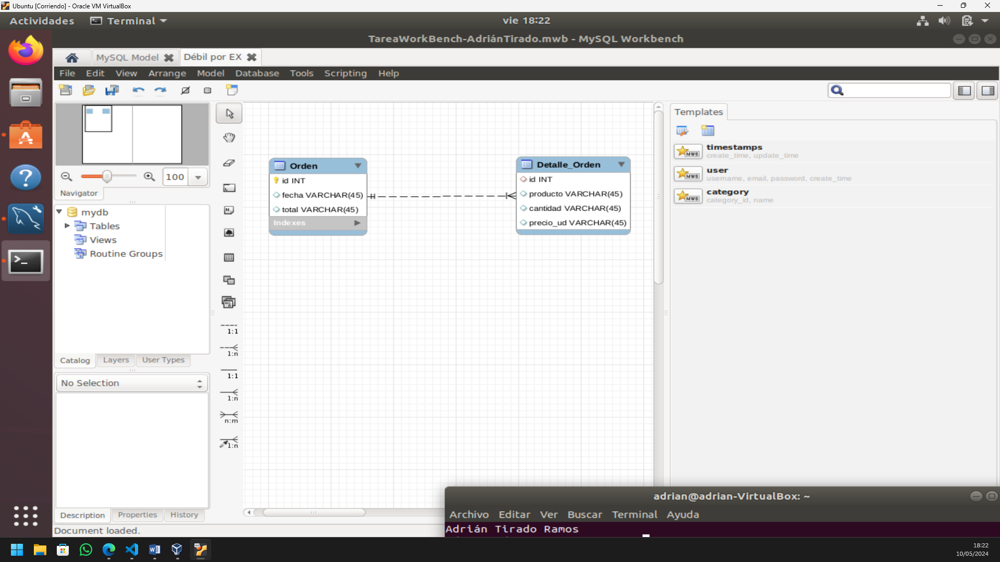 Ubuntu [Corriendo] - Oracle VM VirtualBox
Actividades
Terminal
vie 18:22
TareaWorkBench-AdriánTirado.mwb - MySQL Workbench
MySQL Model
Débil por EX
File Edit View Arrange Model Database Tools Scripting Help
100
Navigator
mydb
Tables
Views
Routine Groups
Catalog Layers User Types
No Selection
Description Properties History
Document loaded.
1:1
1:n
1:1
1:n
n:m
1:n
Orden
id INT
fecha VARCHAR(45)
total VARCHAR(45)
Indexes
Detalle_Orden
id INT
producto VARCHAR(45)
cantidad VARCHAR(45)
precio_ud VARCHAR(45)
Templates
MWB
timestamps
create_time, update_time
MWB
user
username, email, password, create_time
MWB
category
category_id, name
adrian@adrian-VirtualBox: ~
Archivo Editar Ver Buscar Terminal Ayuda
Adrián Tirado Ramos
18:22
10/05/2024